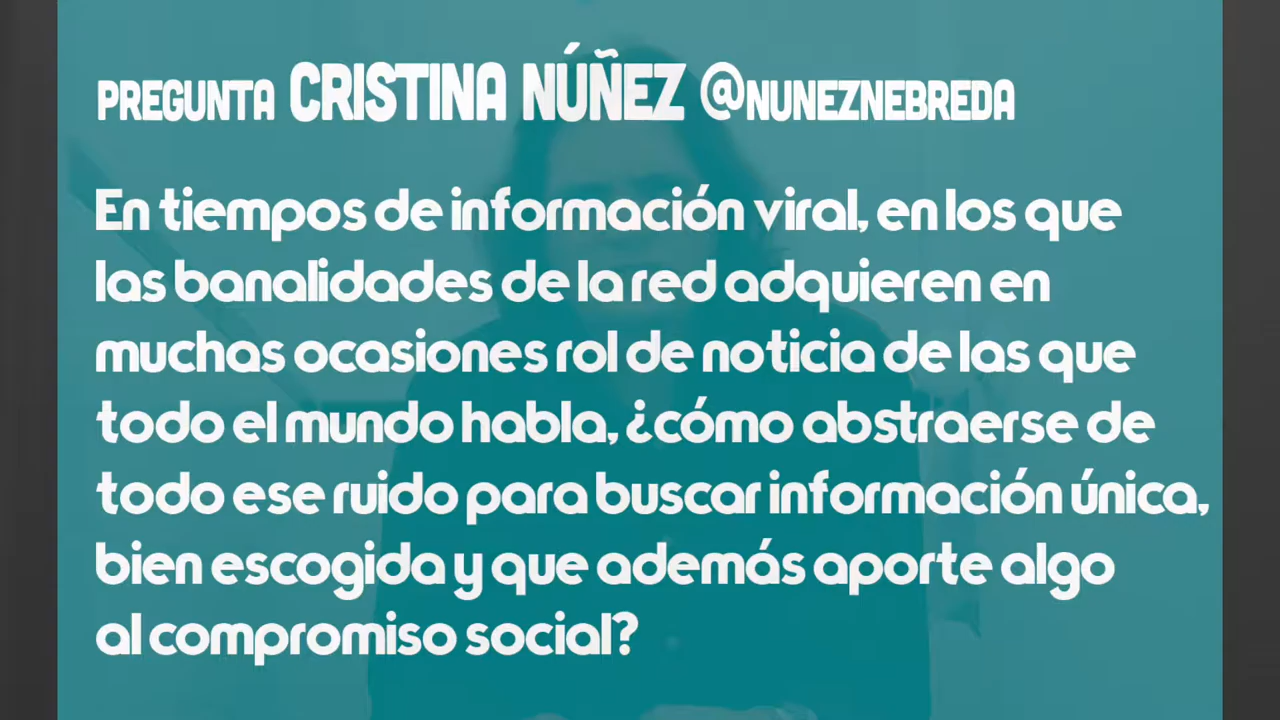 PREGUNTA CRISTINA NÚÑEZ @NUNEZNEBREDA
En tiempos de información viral, en los que
las banalidades de la red adquieren en
muchas ocasiones rol de noticia de las que
todo el mundo habla, ¿cómo abstraerse de
todo ese ruido para buscar información única,
bien escogida y que además aporte algo
al compromiso social?